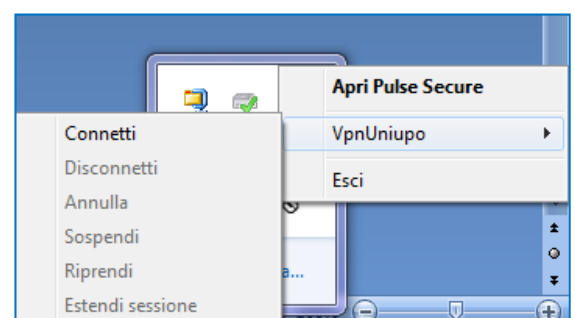 Apri Pulse Secure
VpnUniupo
Esci
Connetti
Disconnetti
Annulla
Sospendi
Riprendi
Estendi sessione
a...